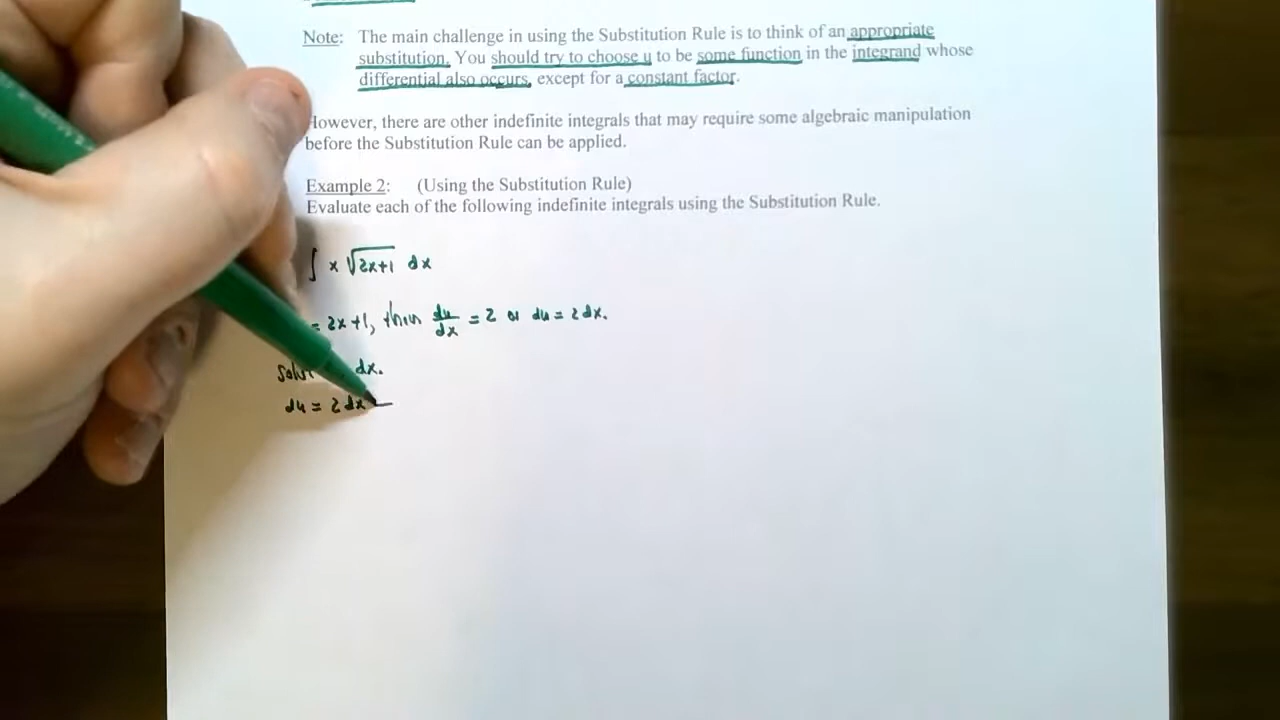 Note: The main challenge in using the Substitution Rule is to think of an appropriate
substitution. You should try to choose u to be some function in the integrand whose
differential also occurs, except for a constant factor.
However, there are other indefinite integrals that may require some algebraic manipulation
before the Substitution Rule can be applied.
Example 2: (Using the Substitution Rule)
Evaluate each of the following indefinite integrals using the Substitution Rule.
∫ x √(2x+1) dx
= 2x+1, then du/dx = 2 or du = 2dx.
dx.
du = 2dx